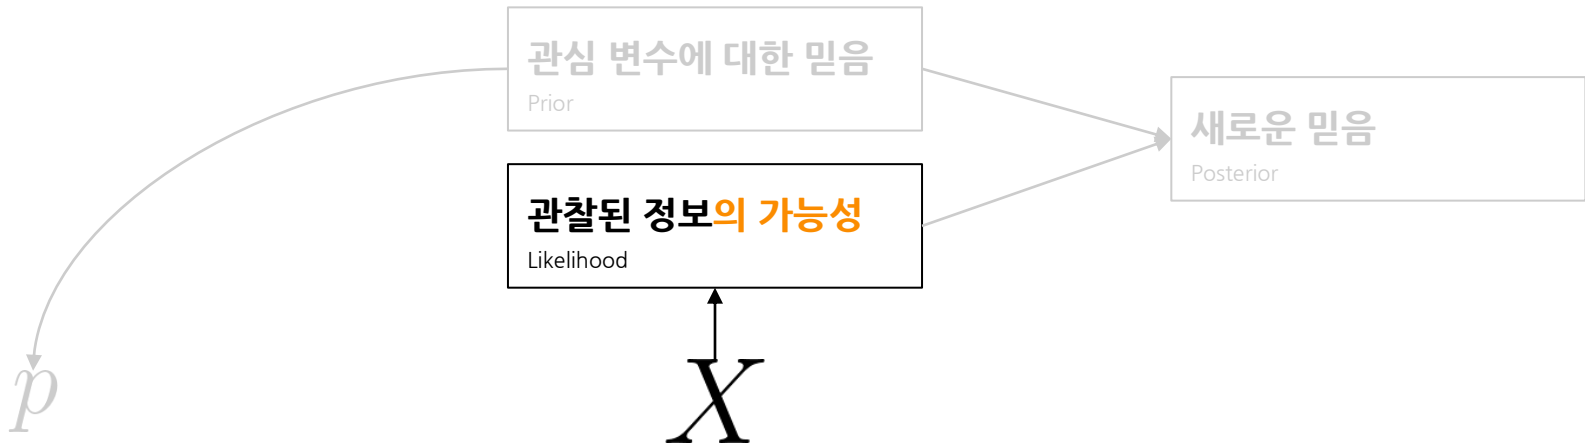 관심 변수에 대한 믿음
Prior
새로운 믿음
Posterior
관찰된 정보의 가능성
Likelihood
p
X